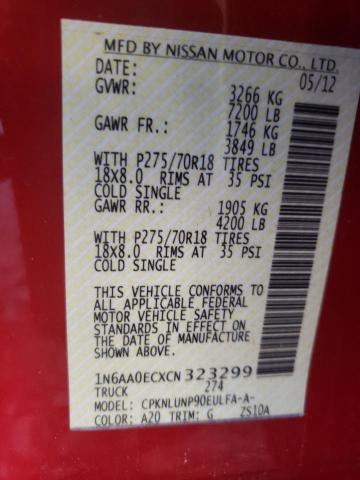 MFD BY NISSAN MOTOR CO., LTD.
DATE: 05/12
GVWR: 3266 KG
7200 LB
GAWR FR.: 1746 KG
3849 LB
WITH P275/70R18 TIRES
18X8.0 RIMS AT 35 PSI
COLD SINGLE
GAWR RR.: 1905 KG
4200 LB
WITH P275/70R18 TIRES
18X8.0 RIMS AT 35 PSI
COLD SINGLE
THIS VEHICLE CONFORMS TO
ALL APPLICABLE FEDERAL
MOTOR VEHICLE SAFETY
STANDARDS IN EFFECT ON
THE DATE OF MANUFACTURE
SHOWN ABOVE.
1N6AA0ECXCN323299
TRUCK 274
MODEL: CPKNLUNP90EULFA-A-
COLOR: A20 TRIM: G ZS10A